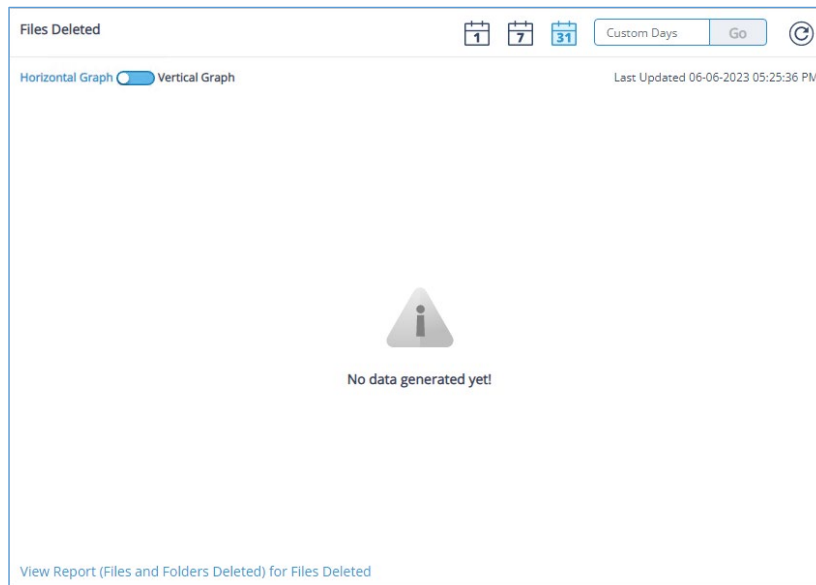 Files Deleted
1 7 31 Custom Days Go
Horizontal Graph Vertical Graph
Last Updated 06-06-2023 05:25:36 PM
No data generated yet!
View Report (Files and Folders Deleted) for Files Deleted